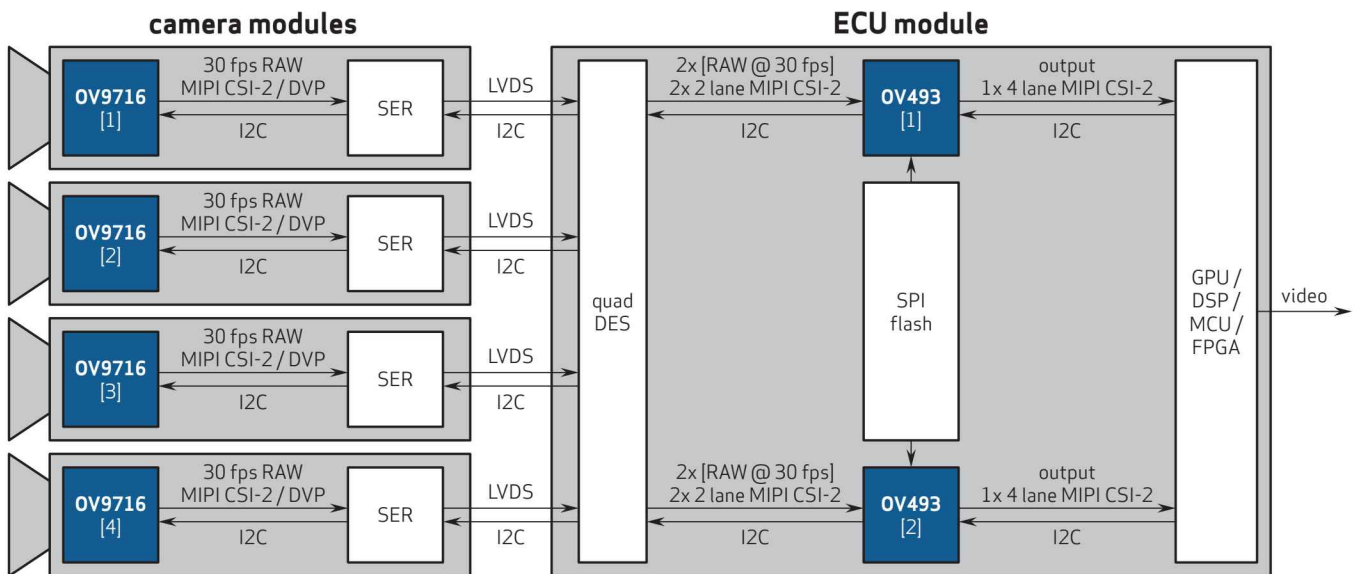 camera modules
ECU module
OV9716
[1]
30 fps RAW
MIPI CSI-2 / DVP
I2C
SER
LVDS
I2C
2x [RAW @ 30 fps]
2x 2 lane MIPI CSI-2
I2C
OV493
[1]
output
1x 4 lane MIPI CSI-2
I2C
OV9716
[2]
30 fps RAW
MIPI CSI-2 / DVP
I2C
SER
LVDS
I2C
quad
DES
SPI
flash
GPU /
DSP /
MCU /
FPGA
video
OV9716
[3]
30 fps RAW
MIPI CSI-2 / DVP
I2C
SER
LVDS
I2C
OV9716
[4]
30 fps RAW
MIPI CSI-2 / DVP
I2C
SER
LVDS
I2C
2x [RAW @ 30 fps]
2x 2 lane MIPI CSI-2
I2C
OV493
[2]
output
1x 4 lane MIPI CSI-2
I2C